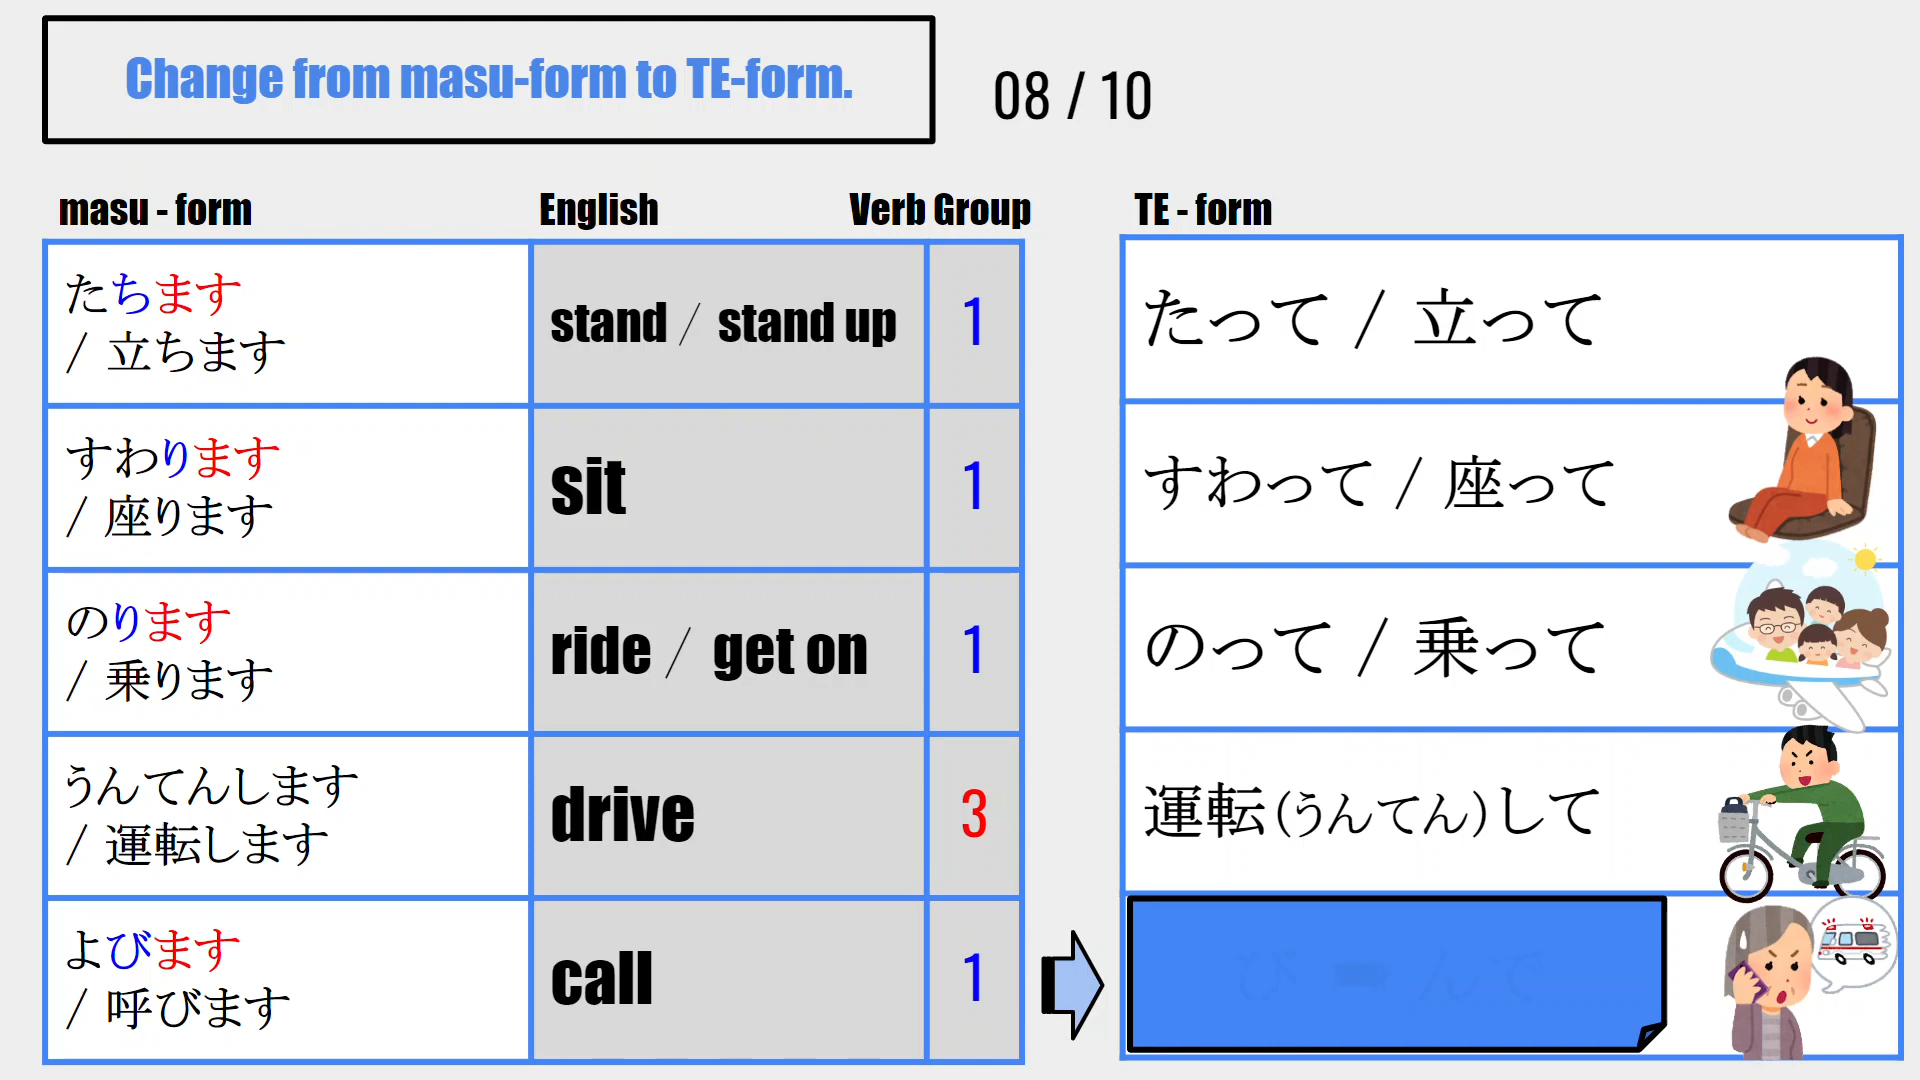 Change from masu-form to TE-form.
08 / 10
masu - form
English
Verb Group
TE - form
たちます
/ 立ちます
stand / stand up
1
たって / 立って
すわります
/ 座ります
sit
1
すわって / 座って
のります
/ 乗ります
ride / get on
1
のって / 乗って
うんてんします
/ 運転します
drive
3
運転(うんてん)して
よびます
/ 呼びます
call
1
び ➡ んで